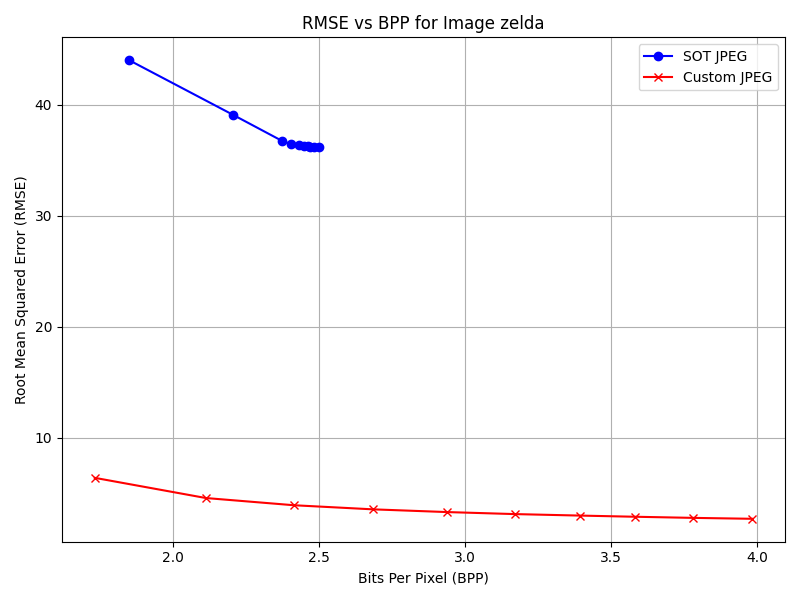 RMSE vs BPP for Image zelda
SOT JPEG
Custom JPEG
Root Mean Squared Error (RMSE)
40
30
20
10
2.0 2.5 3.0 3.5 4.0
Bits Per Pixel (BPP)